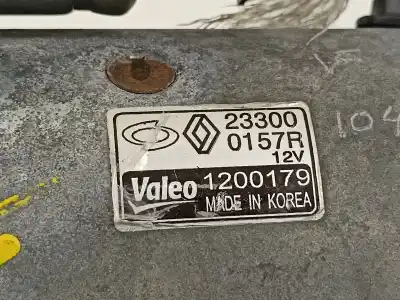 23300
0157R
12V
Valeo 1200179
MADE IN KOREA
104